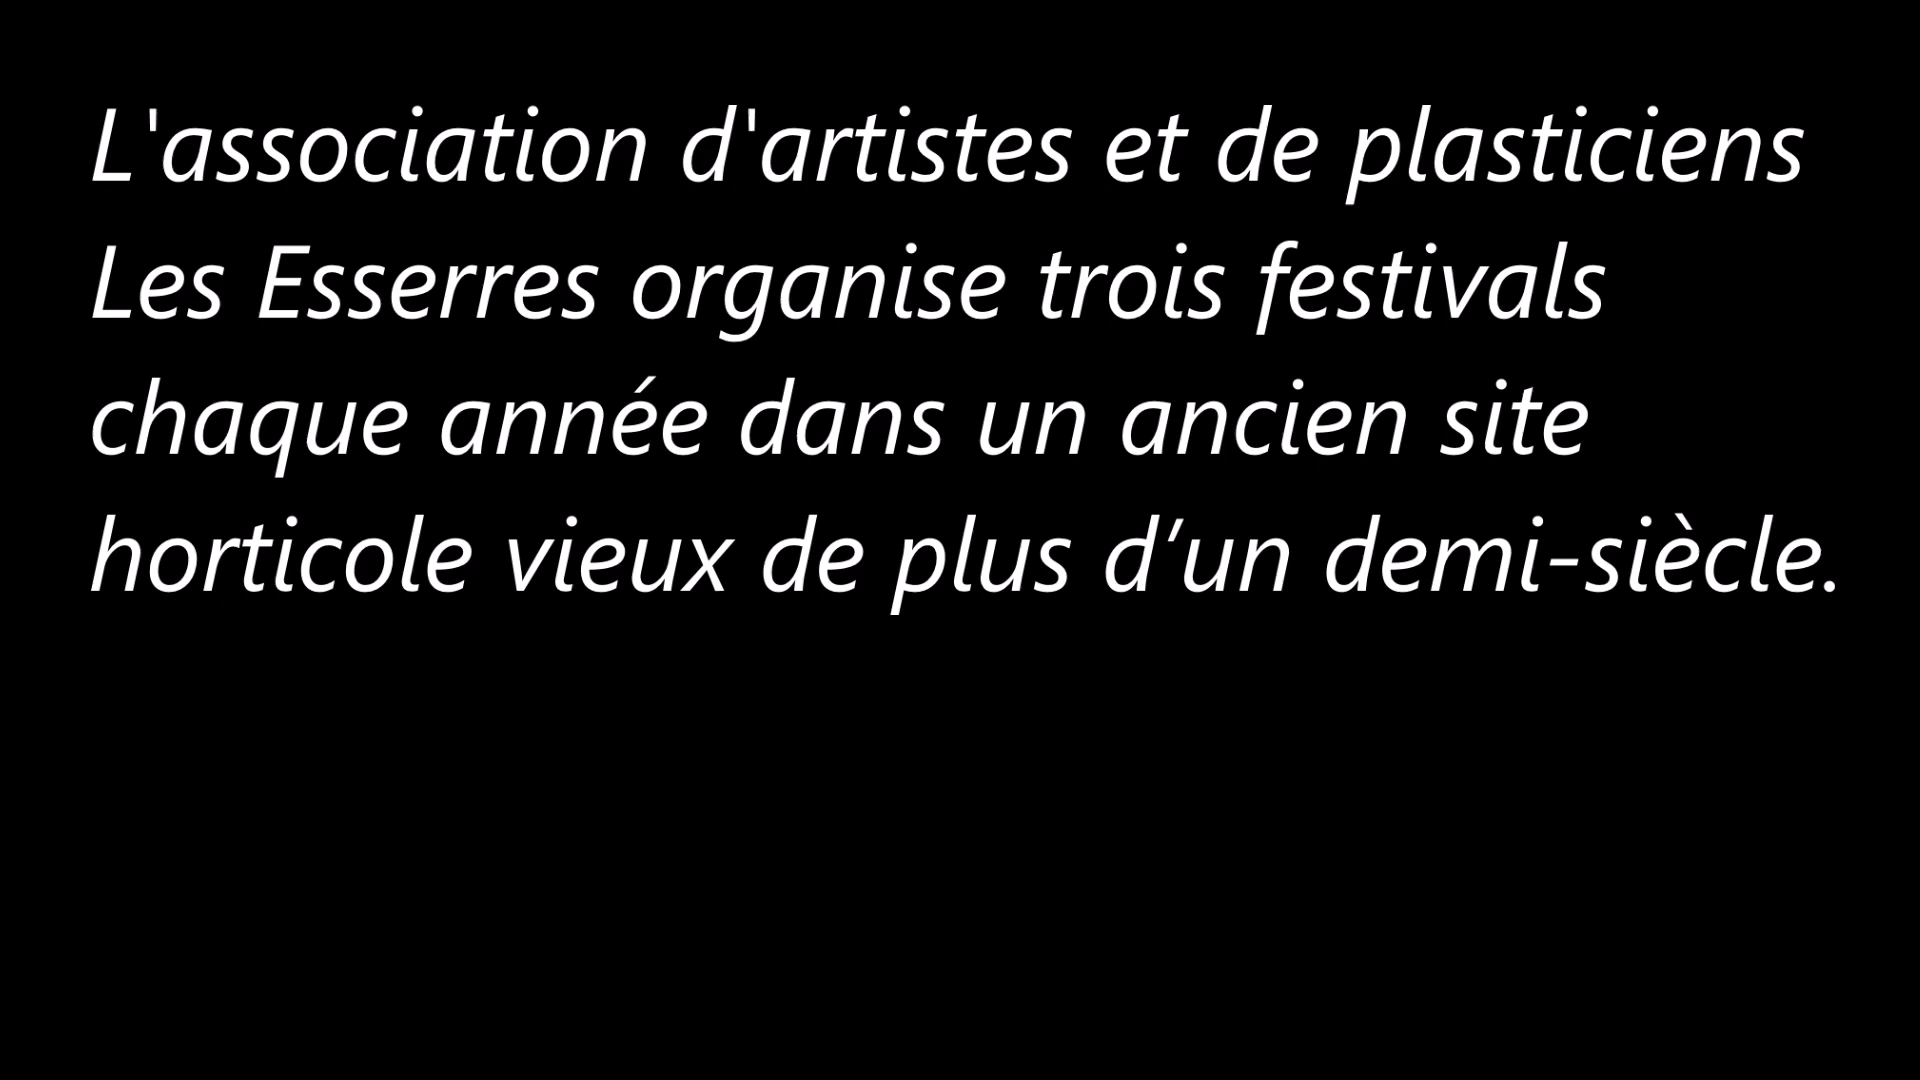 L'association d'artistes et de plasticiens
Les Esserres organise trois festivals
chaque année dans un ancien site
horticole vieux de plus d’un demi-siècle.